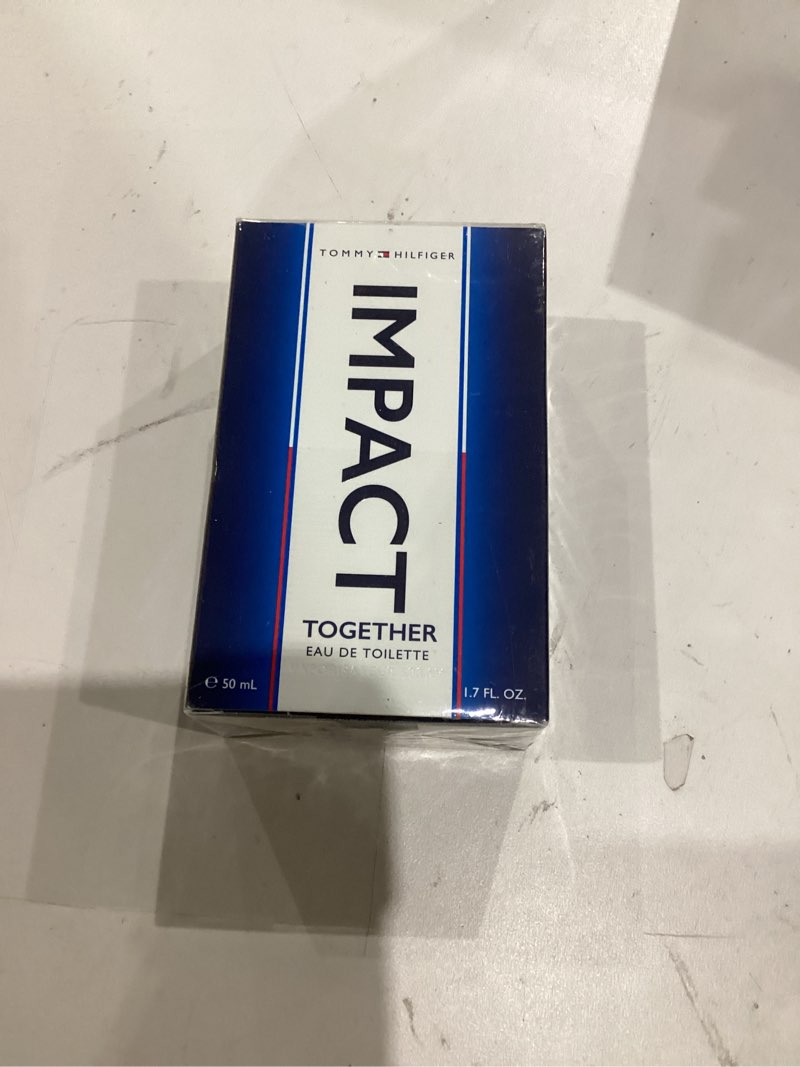 TOMMY HILFIGER
IMPACT
TOGETHER
EAU DE TOILETTE
℮ 50 mL
1.7 FL. OZ.